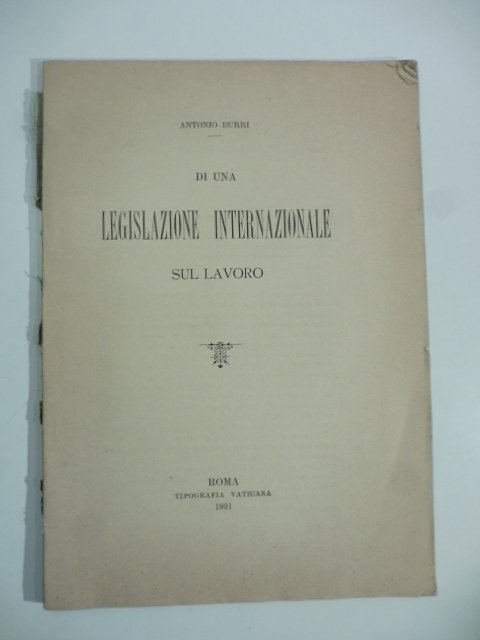 ANTONIO BURRI
DI UNA
LEGISLAZIONE INTERNAZIONALE
SUL LAVORO
ROMA
TIPOGRAFIA VATICANA
1891